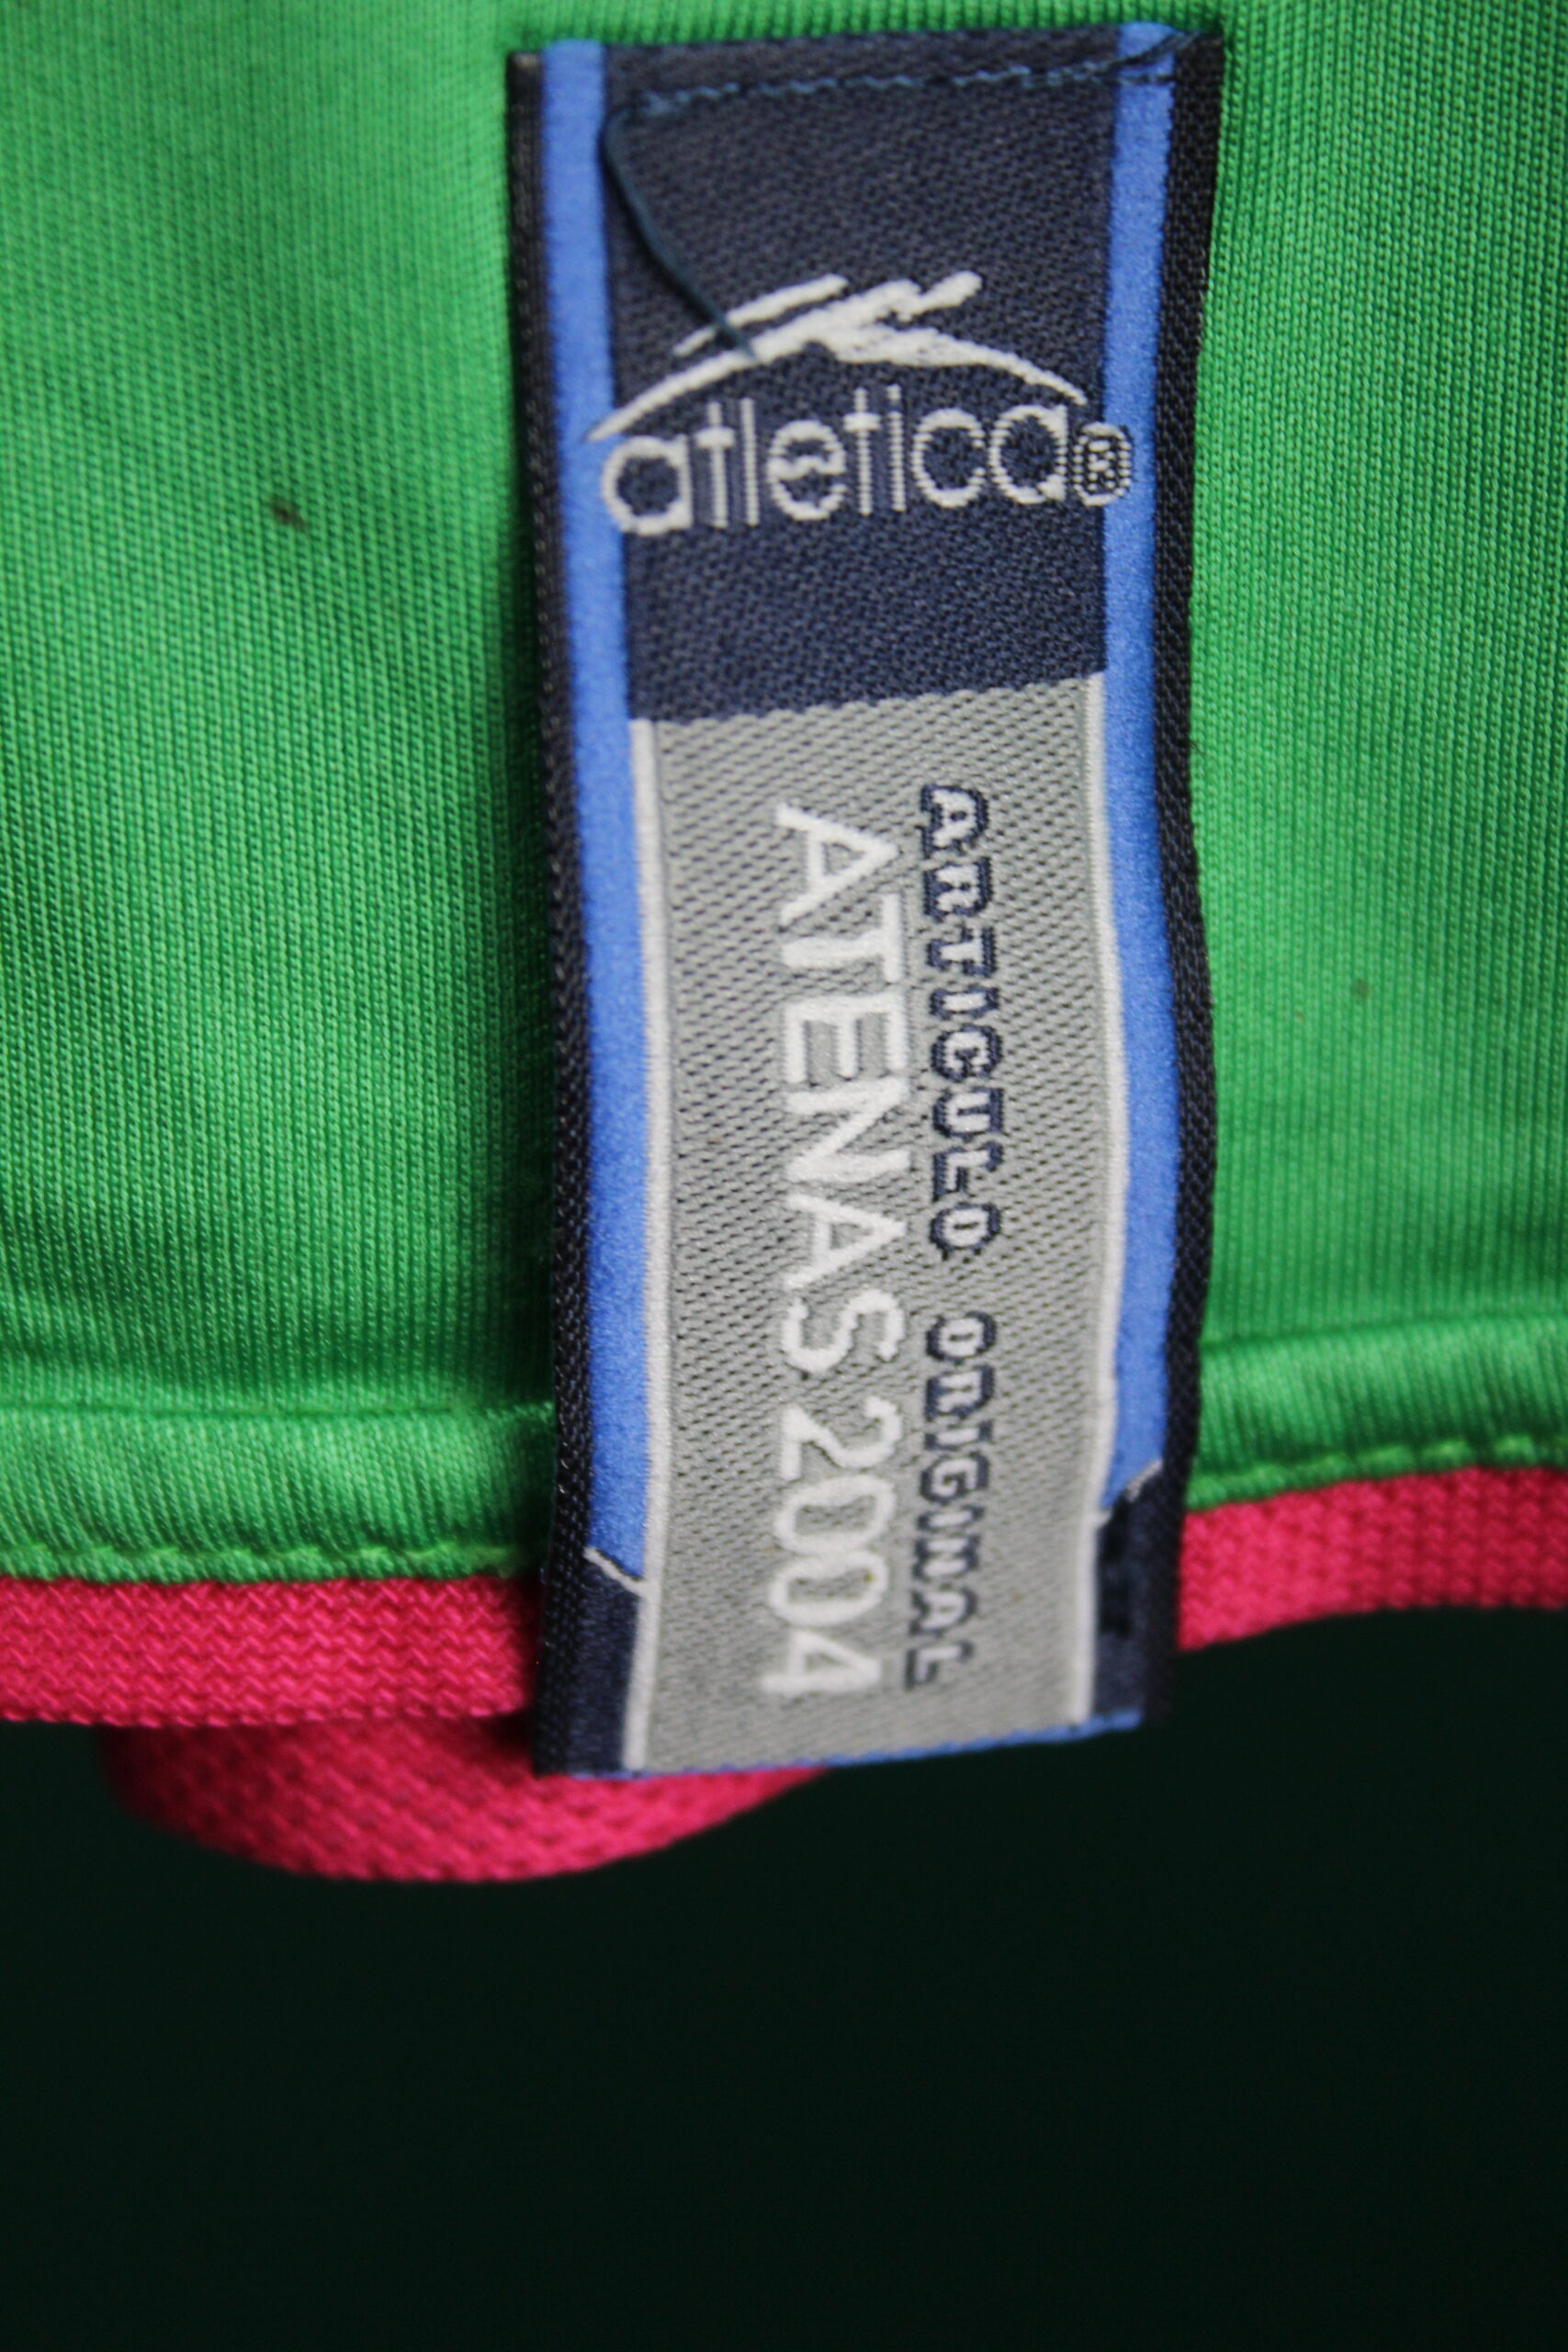 atletica®
ARTICULO ORIGINAL
ATENAS 2004